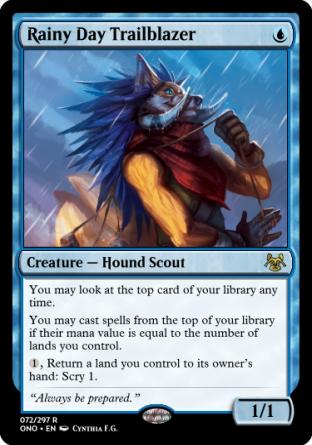 Rainy Day Trailblazer
Creature — Hound Scout
You may look at the top card of your library any
time.
You may cast spells from the top of your library
if their mana value is equal to the number of
lands you control.
1, Return a land you control to its owner's
hand: Scry 1.
"Always be prepared."
072/297 R
ONO • EN Cynthia F.G.
1/1